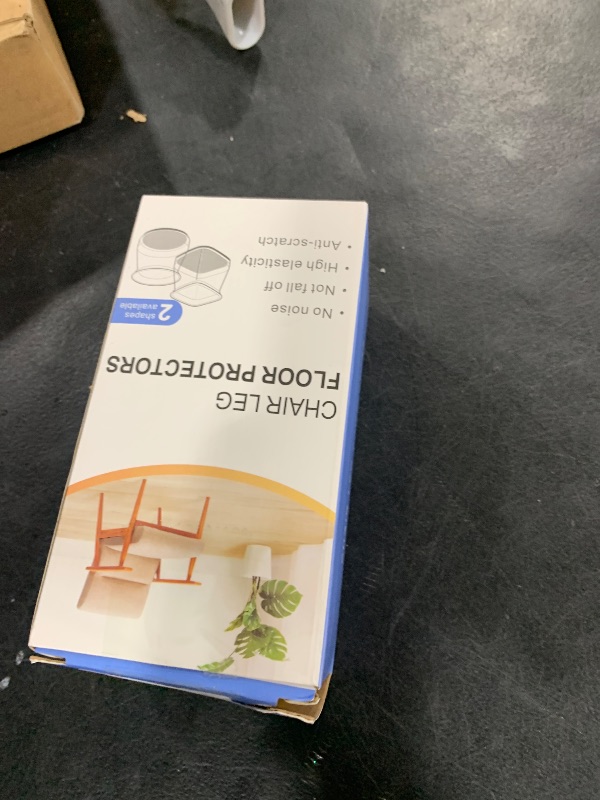 CHAIR LEG
FLOOR PROTECTORS
2 shapes
available
• No noise
• Not fall off
• High elasticity
• Anti-scratch